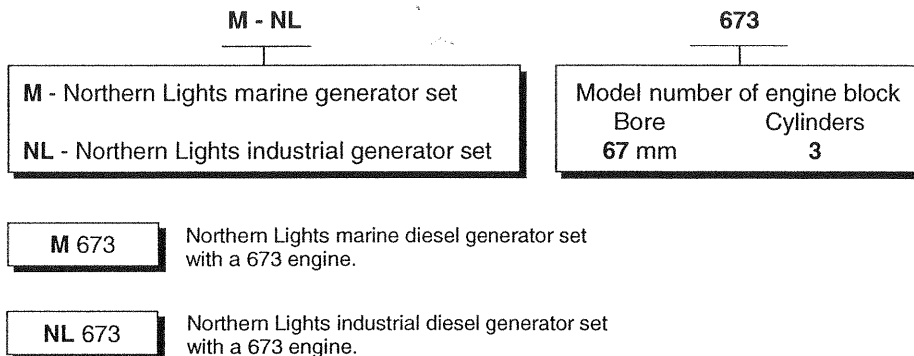 M - NL
673
M - Northern Lights marine generator set
NL - Northern Lights industrial generator set
Model number of engine block
Bore Cylinders
67 mm 3
M 673
Northern Lights marine diesel generator set
with a 673 engine.
NL 673
Northern Lights industrial diesel generator set
with a 673 engine.